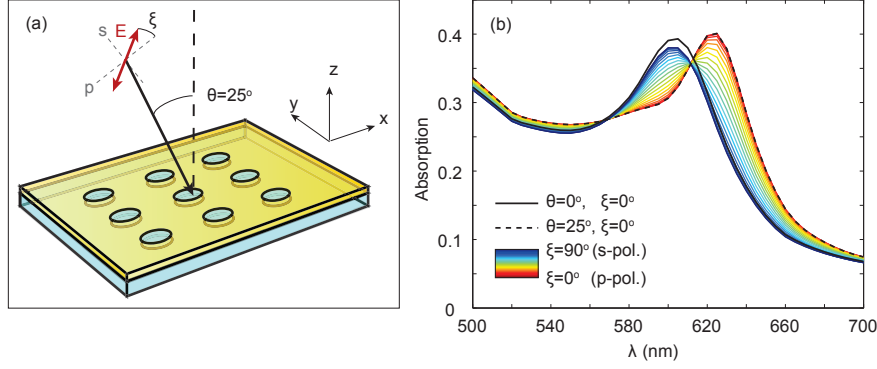 (a)
s
E
ξ
p
θ=25°
z
y
x
(b)
0.4
0.3
0.2
0.1
0
Absorption
θ=0°, ξ=0°
θ=25°, ξ=0°
ξ=90° (s-pol.)
ξ=0° (p-pol.)
500 540 580 620 660 700
λ (nm)